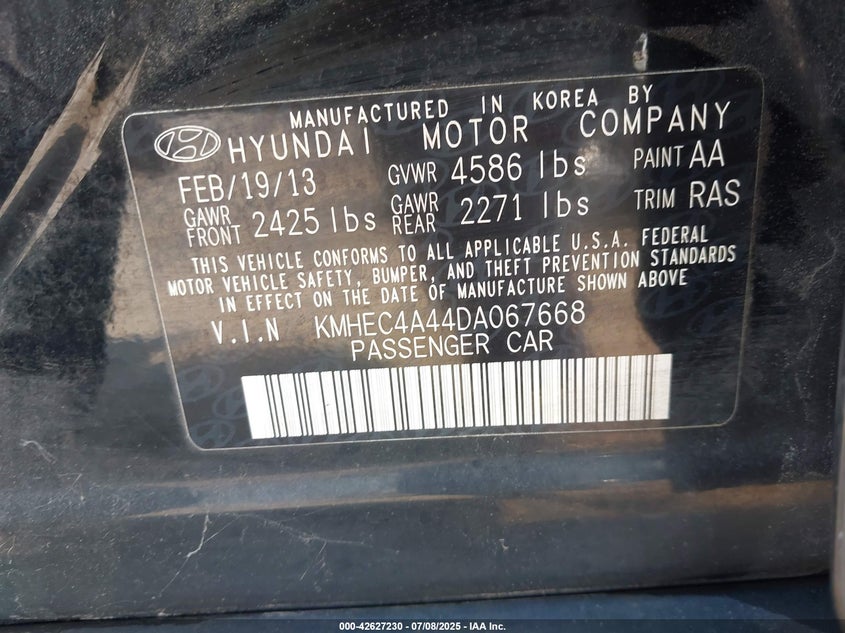 MANUFACTURED IN KOREA BY
HYUNDAI MOTOR COMPANY
FEB/19/13 GVWR 4586 lbs PAINT AA
GAWR FRONT 2425 lbs GAWR REAR 2271 lbs TRIM RAS
THIS VEHICLE CONFORMS TO ALL APPLICABLE U.S.A. FEDERAL
MOTOR VEHICLE SAFETY, BUMPER, AND THEFT PREVENTION STANDARDS
IN EFFECT ON THE DATE OF MANUFACTURE SHOWN ABOVE
V.I.N KMHEC4A44DA067668
PASSENGER CAR
000-42627230 - 07/08/2025 - IAA Inc.